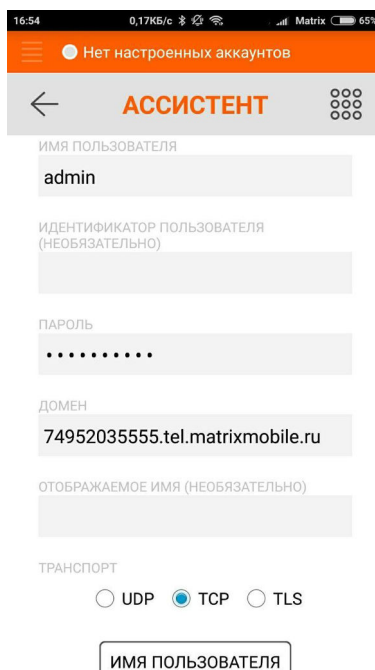 16:54 0,17КБ/с Matrix 65%
Нет настроенных аккаунтов
АССИСТЕНТ
ИМЯ ПОЛЬЗОВАТЕЛЯ
admin
ИДЕНТИФИКАТОР ПОЛЬЗОВАТЕЛЯ
(НЕОБЯЗАТЕЛЬНО)
ПАРОЛЬ
••••••••••
ДОМЕН
74952035555.tel.matrixmobile.ru
ОТОБРАЖАЕМОЕ ИМЯ (НЕОБЯЗАТЕЛЬНО)
ТРАНСПОРТ
UDP TCP TLS
ИМЯ ПОЛЬЗОВАТЕЛЯ